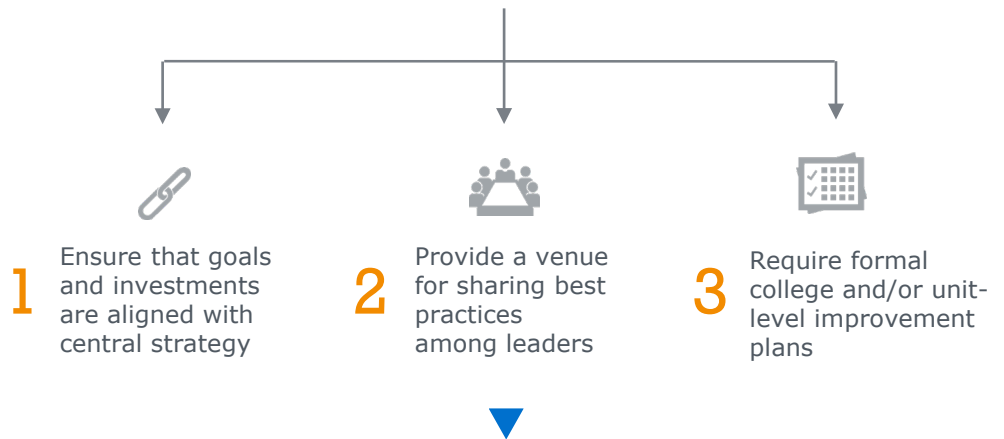 1
Ensure that goals
and investments
are aligned with
central strategy
2
Provide a venue
for sharing best
practices
among leaders
3
Require formal
college and/or unit-
level improvement
plans